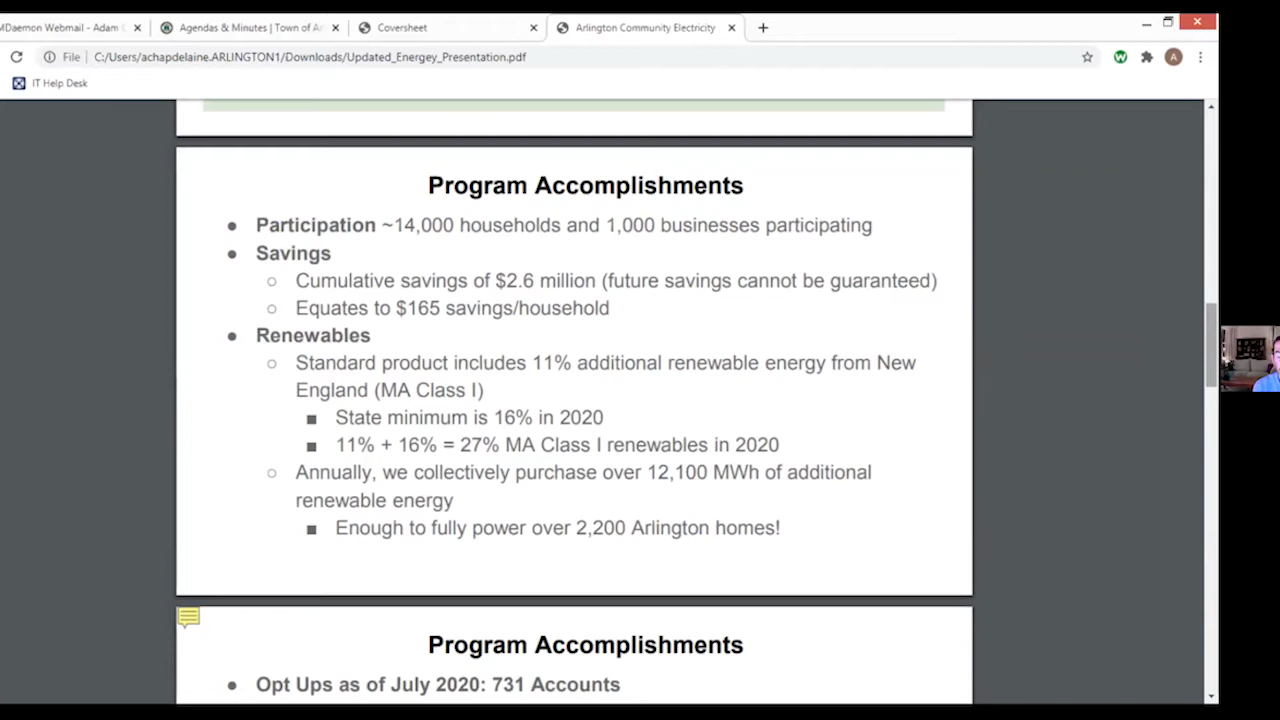 MDaemon Webmail - Adam C
Agendas & Minutes | Town of Ar
Coversheet
Arlington Community Electricity
File
C:/Users/achapdelaine.ARLINGTON1/Downloads/Updated_Energey_Presentation.pdf
W
A
IT Help Desk
Program Accomplishments
● Participation ~14,000 households and 1,000 businesses participating
● Savings
○ Cumulative savings of $2.6 million (future savings cannot be guaranteed)
○ Equates to $165 savings/household
● Renewables
○ Standard product includes 11% additional renewable energy from New
England (MA Class I)
■ State minimum is 16% in 2020
■ 11% + 16% = 27% MA Class I renewables in 2020
○ Annually, we collectively purchase over 12,100 MWh of additional
renewable energy
■ Enough to fully power over 2,200 Arlington homes!
Program Accomplishments
● Opt Ups as of July 2020: 731 Accounts